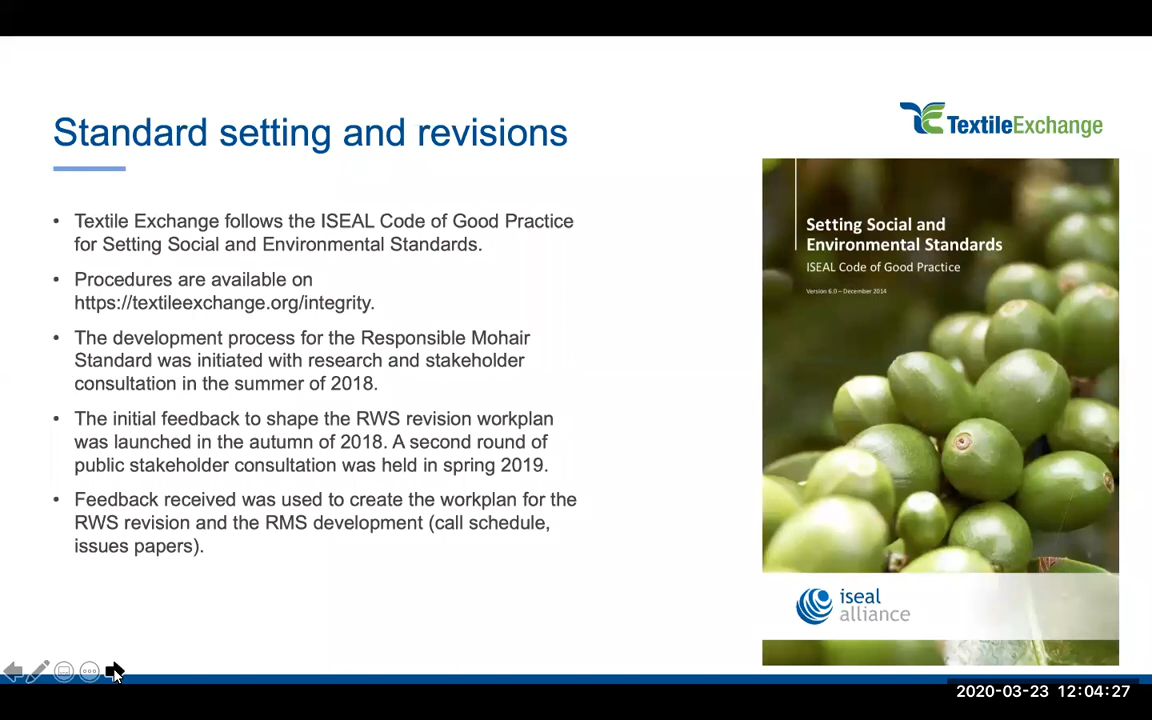 Standard setting and revisions
TextileExchange
• Textile Exchange follows the ISEAL Code of Good Practice
for Setting Social and Environmental Standards.
• Procedures are available on
https://textileexchange.org/integrity.
• The development process for the Responsible Mohair
Standard was initiated with research and stakeholder
consultation in the summer of 2018.
• The initial feedback to shape the RWS revision workplan
was launched in the autumn of 2018. A second round of
public stakeholder consultation was held in spring 2019.
• Feedback received was used to create the workplan for the
RWS revision and the RMS development (call schedule,
issues papers).
Setting Social and
Environmental Standards
ISEAL Code of Good Practice
Version 6.0 – December 2014
iseal
alliance
2020-03-23 12:04:27